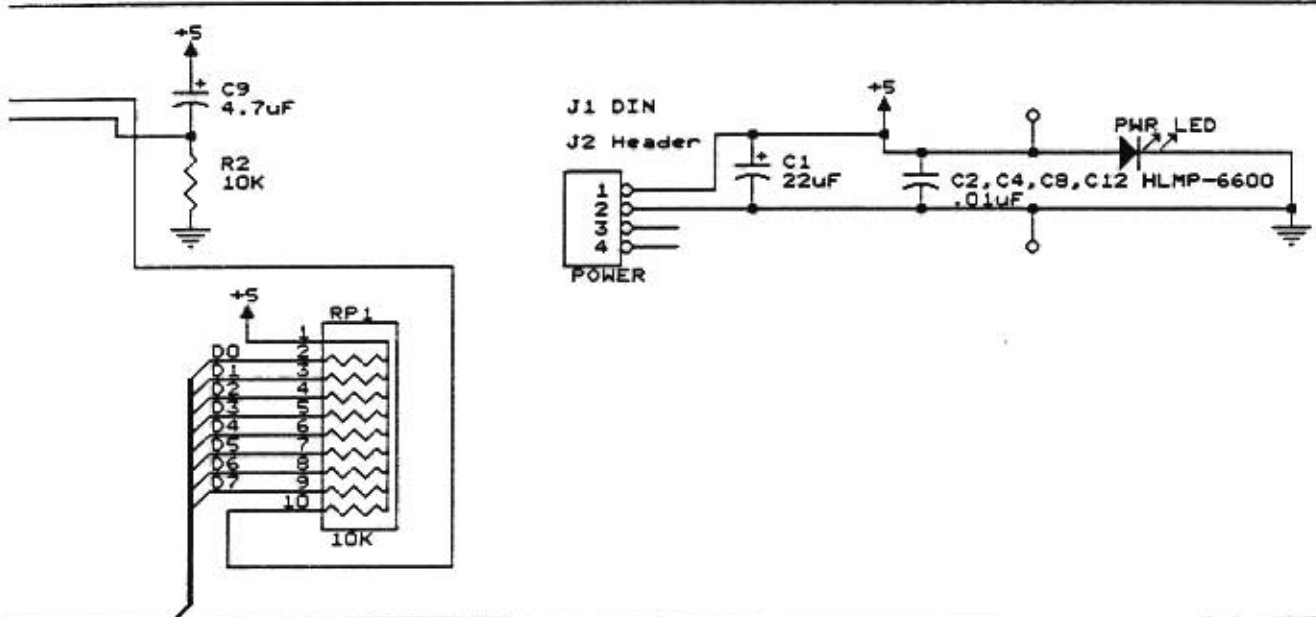 +5
C9
4.7uF
R2
10K
J1 DIN
J2 Header
1
2
3
4
POWER
+5
C1
22uF
C2,C4,C8,C12
.01uF
PWR LED
HLMP-6600
+5
RP1
1
D0 2
D1 3
D2 4
D3 5
D4 6
D5 7
D6 8
D7 9
10
10K